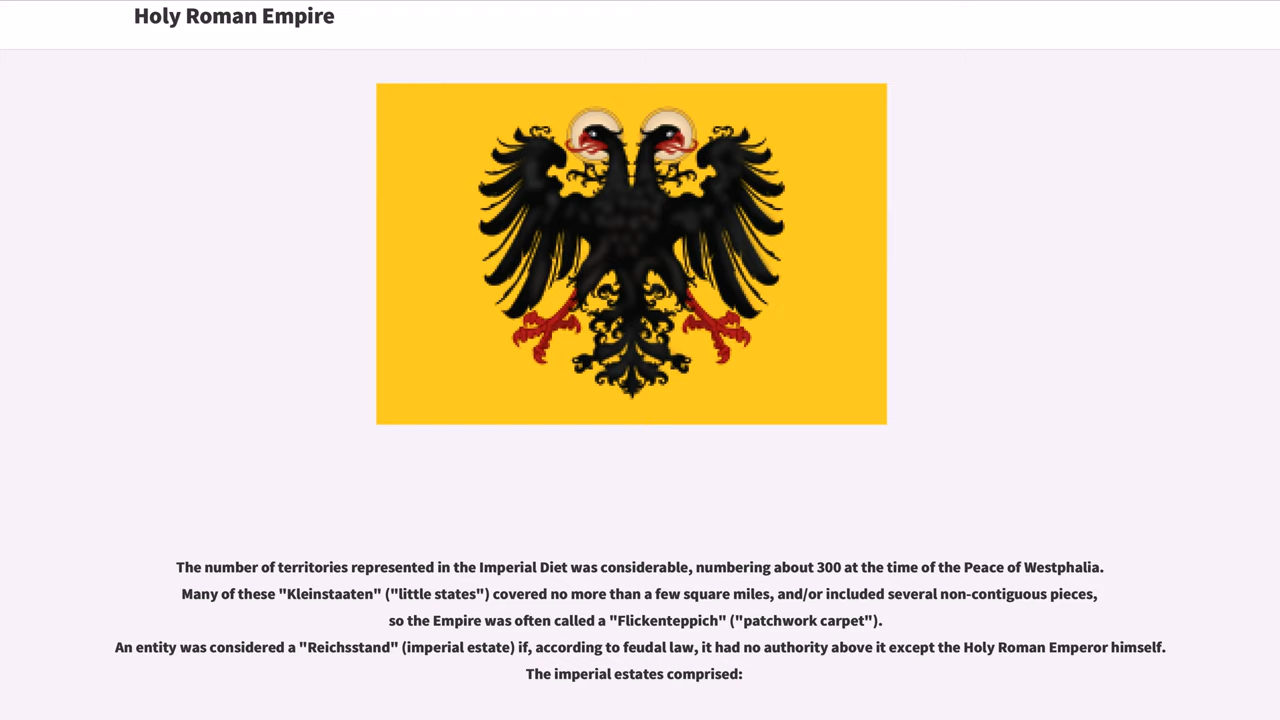 Holy Roman Empire
The number of territories represented in the Imperial Diet was considerable, numbering about 300 at the time of the Peace of Westphalia.
Many of these "Kleinstaaten" ("little states") covered no more than a few square miles, and/or included several non-contiguous pieces,
so the Empire was often called a "Flickenteppich" ("patchwork carpet").
An entity was considered a "Reichsstand" (imperial estate) if, according to feudal law, it had no authority above it except the Holy Roman Emperor himself.
The imperial estates comprised: